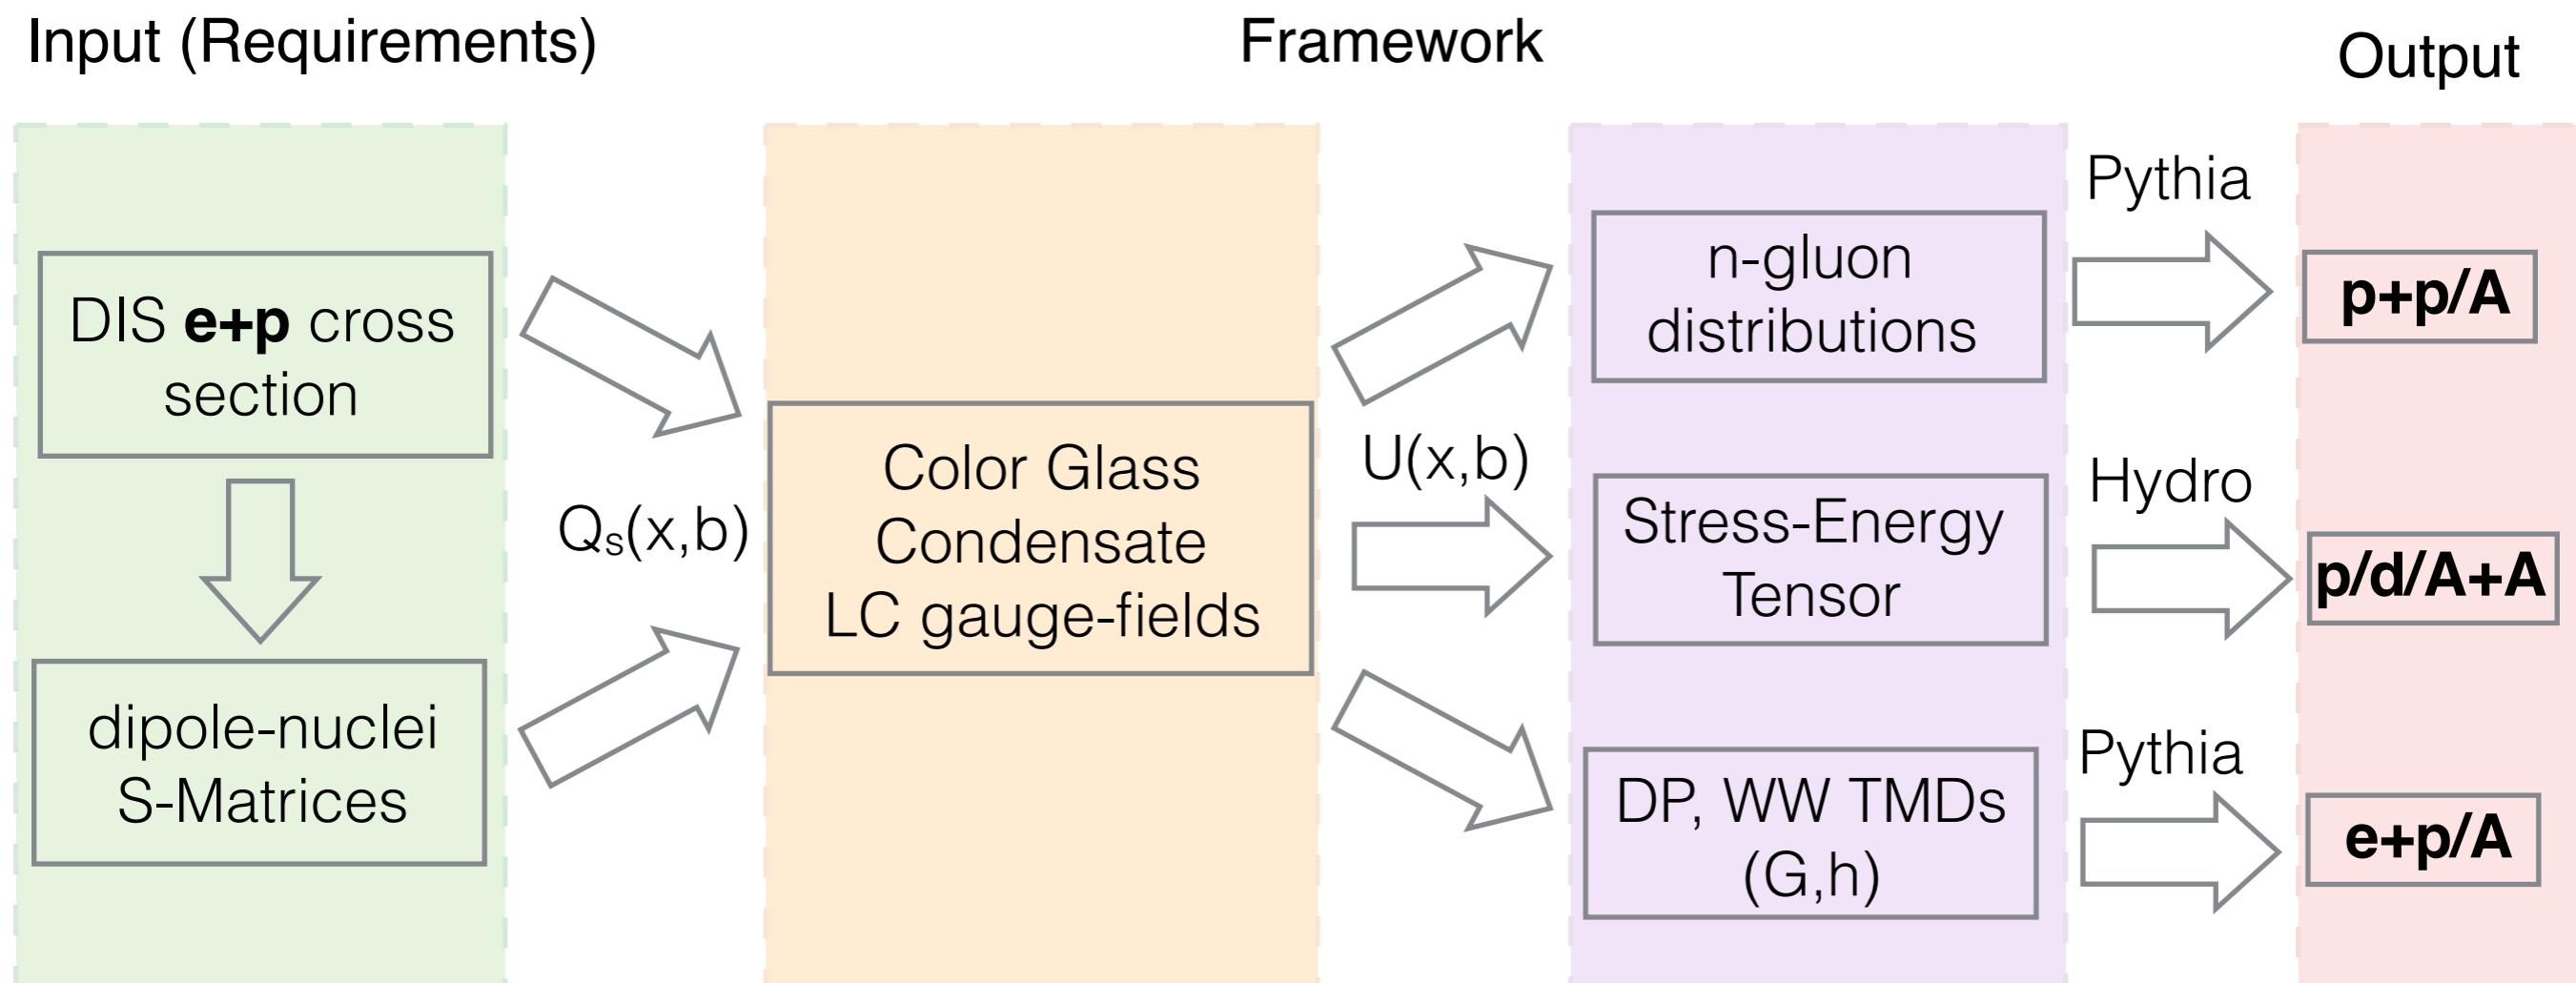 Input (Requirements)
Framework
Output
DIS e+p cross
section
dipole-nuclei
S-Matrices
Qs(x,b)
Color Glass
Condensate
LC gauge-fields
U(x,b)
n-gluon
distributions
Stress-Energy
Tensor
DP, WW TMDs
(G,h)
Pythia
Hydro
Pythia
p+p/A
p/d/A+A
e+p/A